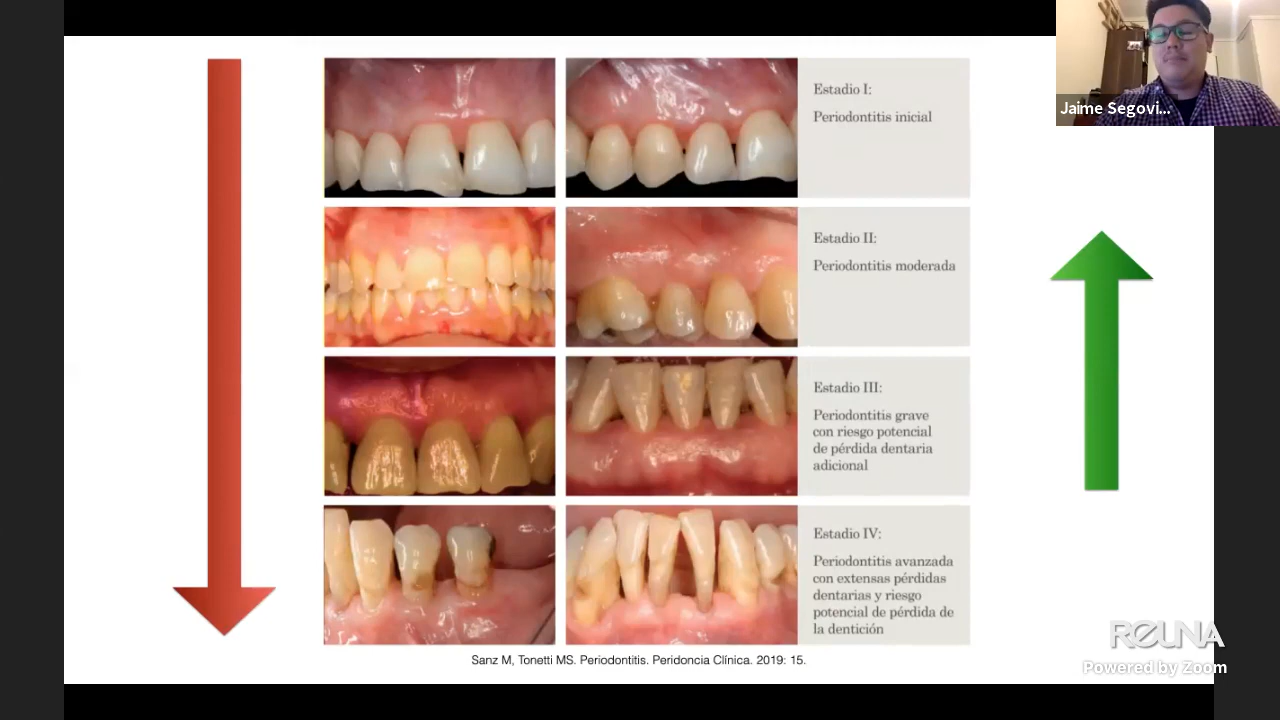 Jaime Segovi...
Estadio I:
Periodontitis inicial
Estadio II:
Periodontitis moderada
Estadio III:
Periodontitis grave
con riesgo potencial
de pérdida dentaria
adicional
Estadio IV:
Periodontitis avanzada
con extensas pérdidas
dentarias y riesgo
potencial de pérdida de
la dentición
Sanz M, Tonetti MS. Periodontitis. Peridoncia Clínica. 2019: 15.
REUNA
Powered by Zoom